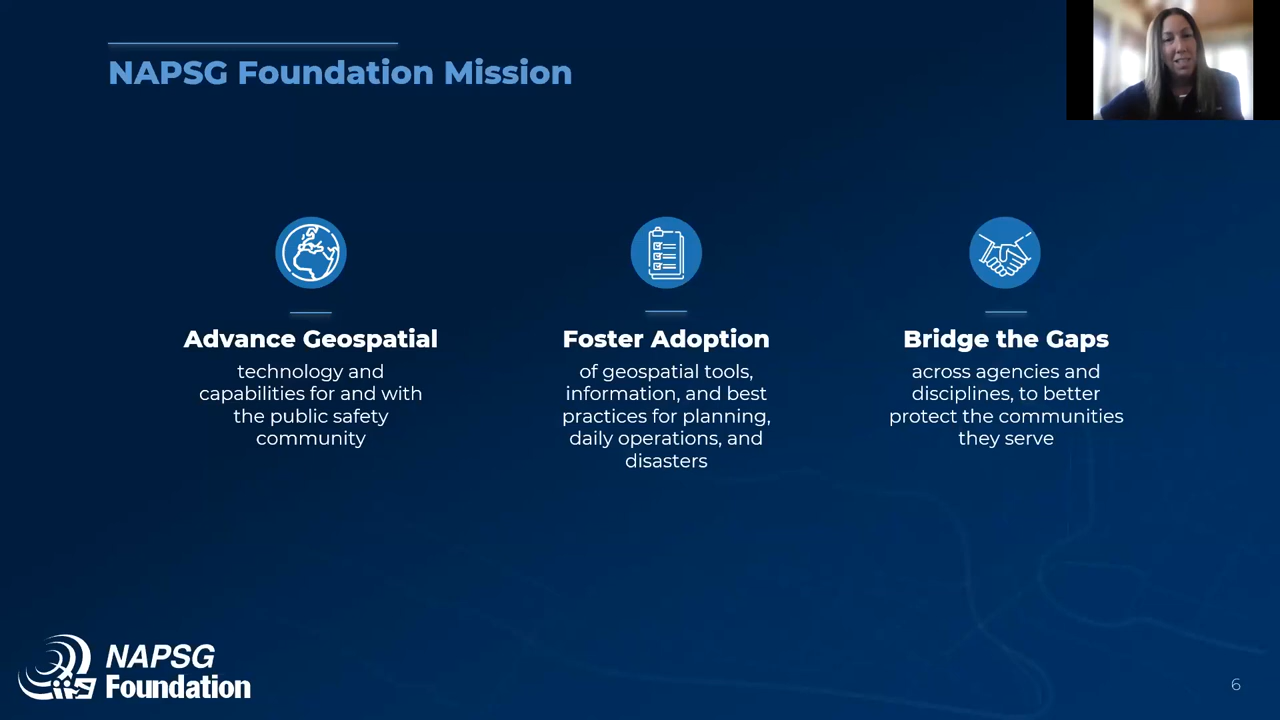 NAPSG Foundation Mission
Advance Geospatial
technology and
capabilities for and with
the public safety
community
Foster Adoption
of geospatial tools,
information, and best
practices for planning,
daily operations, and
disasters
Bridge the Gaps
across agencies and
disciplines, to better
protect the communities
they serve
NAPSG
Foundation
6